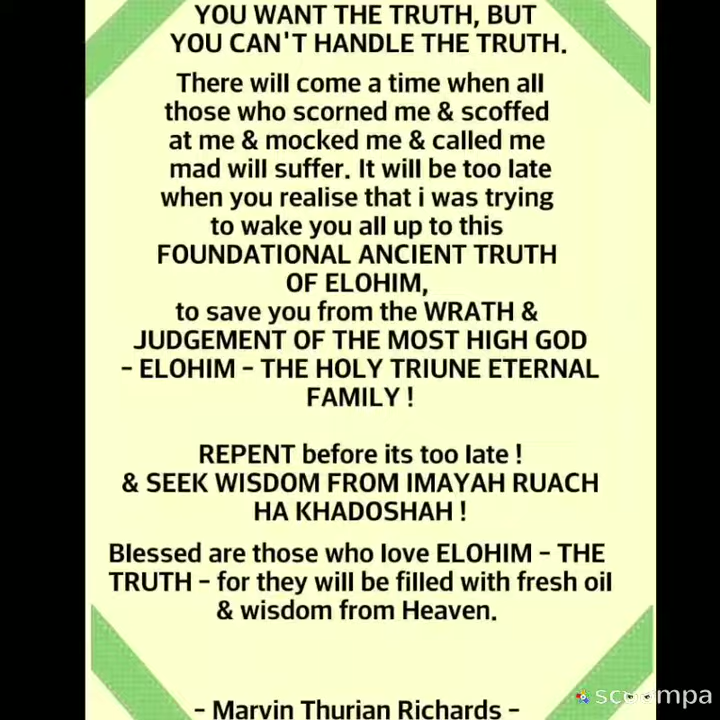 YOU WANT THE TRUTH, BUT
YOU CAN'T HANDLE THE TRUTH.
There will come a time when all
those who scorned me & scoffed
at me & mocked me & called me
mad will suffer. It will be too late
when you realise that i was trying
to wake you all up to this
FOUNDATIONAL ANCIENT TRUTH
OF ELOHIM,
to save you from the WRATH &
JUDGEMENT OF THE MOST HIGH GOD
- ELOHIM - THE HOLY TRIUNE ETERNAL
FAMILY !
REPENT before its too late !
& SEEK WISDOM FROM IMAYAH RUACH
HA KHADOSHAH !
Blessed are those who love ELOHIM - THE
TRUTH - for they will be filled with fresh oil
& wisdom from Heaven.
- Marvin Thurian Richards -